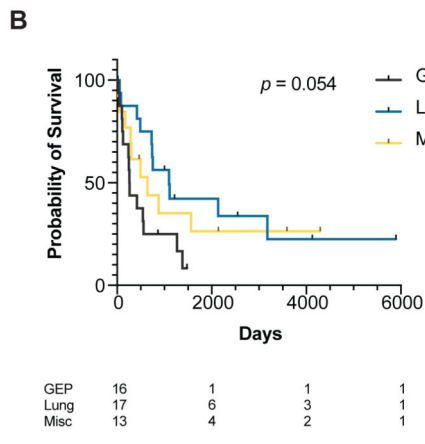 B
100
50
0
Probability of Survival
p = 0.054
G
L
M
0 2000 4000 6000
Days
GEP 16 1 1 1
Lung 17 6 3 1
Misc 13 4 2 1